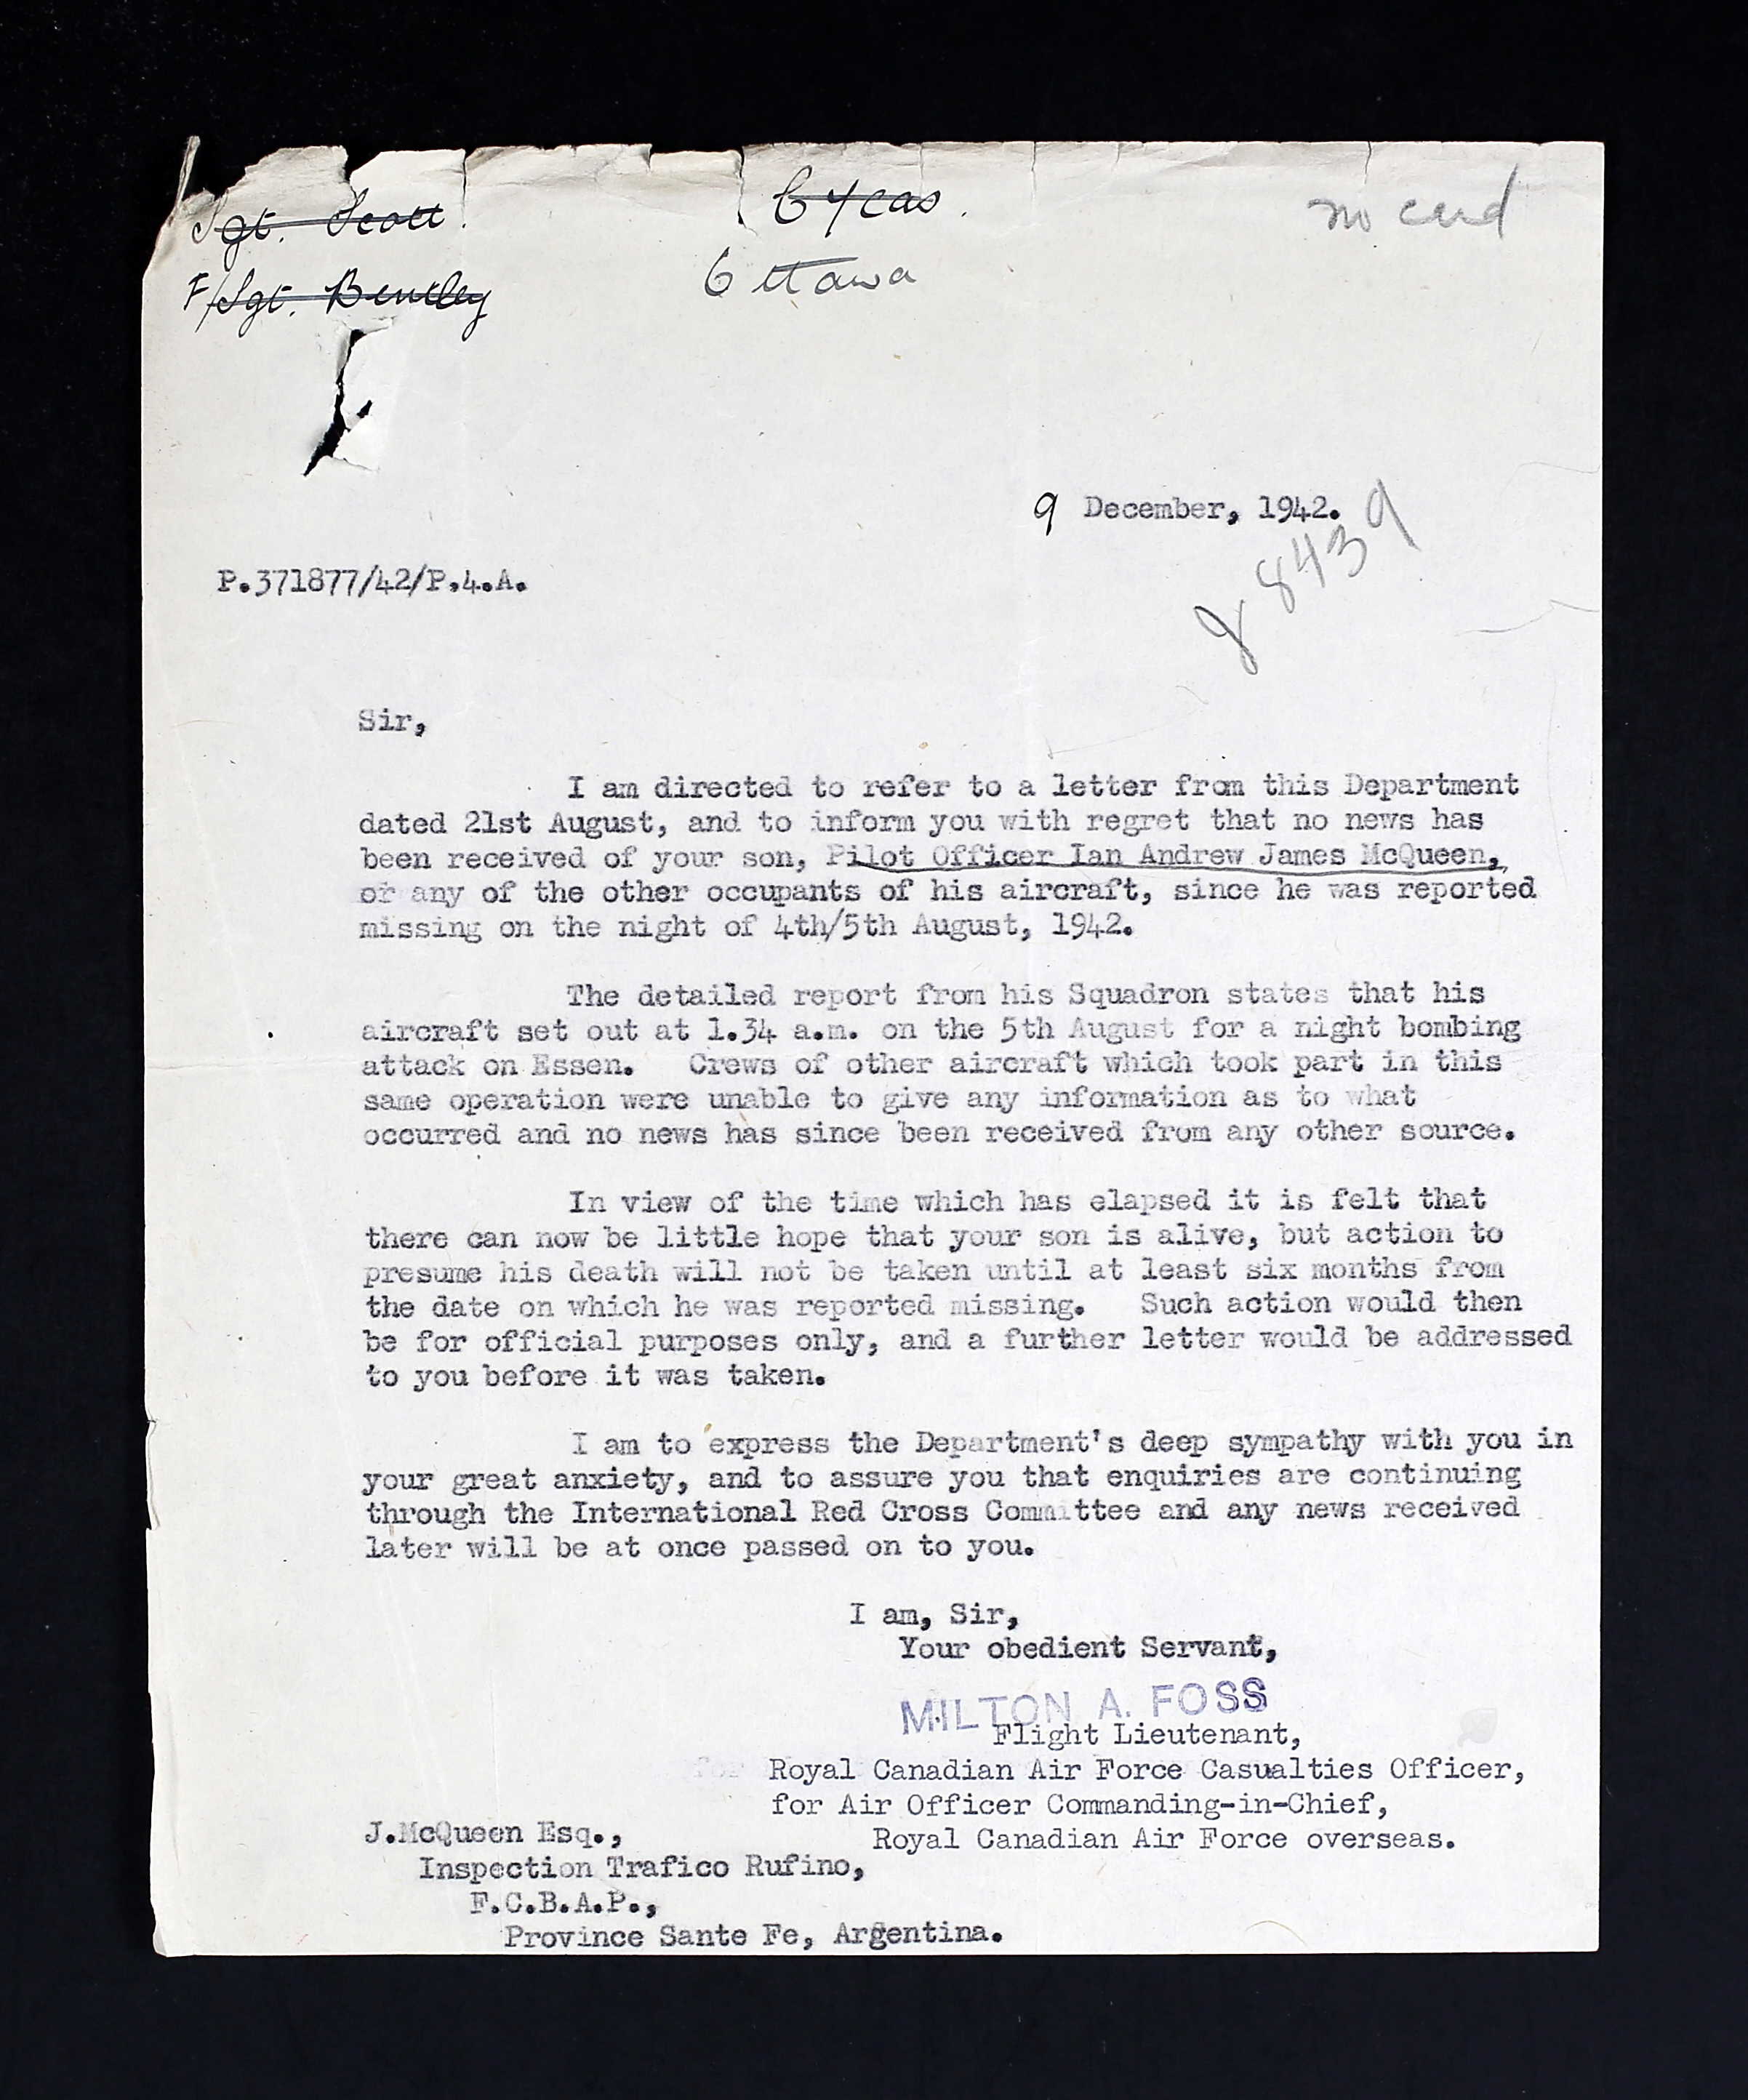 Sgt. Scott.
F/Sgt. Bentley
Ottawa
no card
9 December, 1942.
P.371877/42/P.4.A.
Sir,
I am directed to refer to a letter from this Department
dated 21st August, and to inform you with regret that no news has
been received of your son, Pilot Officer Ian Andrew James McQueen,
or any of the other occupants of his aircraft, since he was reported
missing on the night of 4th/5th August, 1942.
The detailed report from his Squadron states that his
aircraft set out at 1.34 a.m. on the 5th August for a night bombing
attack on Essen. Crews of other aircraft which took part in this
same operation were unable to give any information as to what
occurred and no news has since been received from any other source.
In view of the time which has elapsed it is felt that
there can now be little hope that your son is alive, but action to
presume his death will not be taken until at least six months from
the date on which he was reported missing. Such action would then
be for official purposes only, and a further letter would be addressed
to you before it was taken.
I am to express the Department's deep sympathy with you in
your great anxiety, and to assure you that enquiries are continuing
through the International Red Cross Committee and any news received
later will be at once passed on to you.
I am, Sir,
Your obedient Servant,
MILTON A. FOSS
Flight Lieutenant,
for Royal Canadian Air Force Casualties Officer,
for Air Officer Commanding-in-Chief,
Royal Canadian Air Force overseas.
J.McQueen Esq.,
Inspection Trafico Rufino,
F.C.B.A.P.,
Province Sante Fe, Argentina.